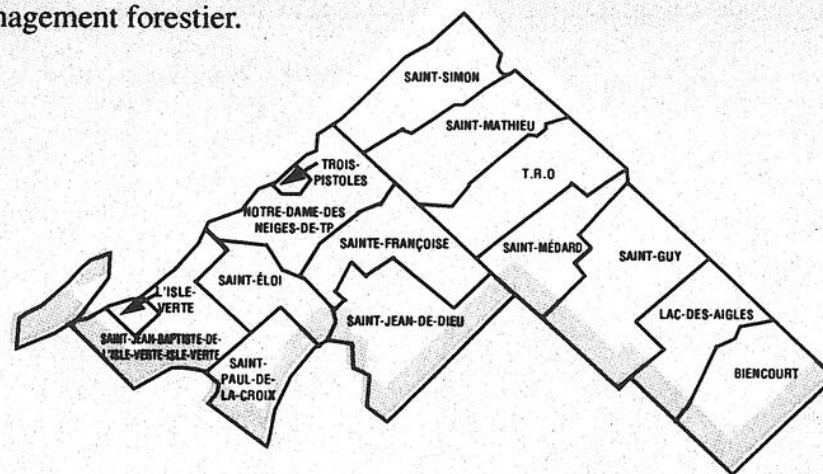 nagement forestier.
SAINT-SIMON
SAINT-MATHIEU
TROIS-
PISTOLES
T.R.O
NOTRE-DAME-DES
NEIGES-DE-TP
SAINTE-FRANÇOISE
SAINT-MÉDARD
SAINT-GUY
SAINT-ÉLOI
L'ISLE-
VERTE
LAC-DES-AIGLES
SAINT-JEAN-DE-DIEU
SAINT-JEAN-BAPTISTE-DE-
L'ISLE-VERTE-ISLE-VERTE
SAINT-
PAUL-DE-
LA-CROIX
BIENCOURT